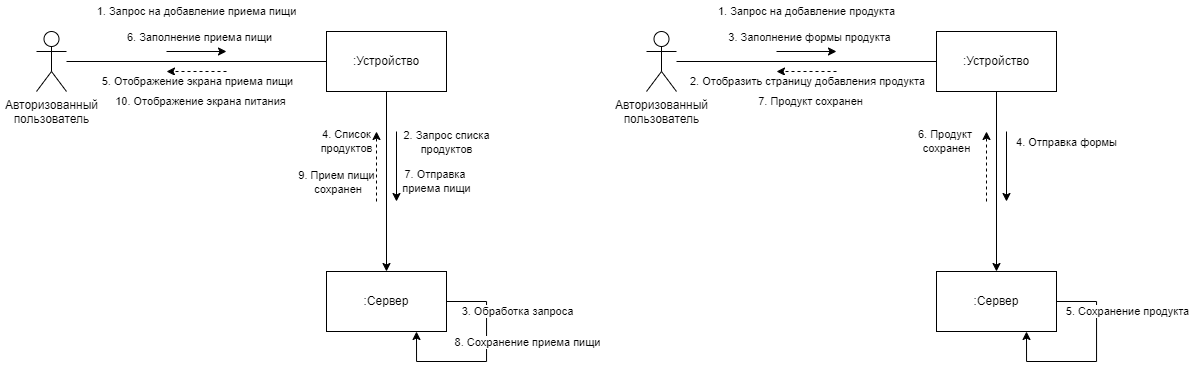 1. Запрос на добавление приема пищи
6. Заполнение приема пищи
:Устройство
5. Отображение экрана приема пищи
10. Отображение экрана питания
Авторизованный
пользователь
4. Список
продуктов
2. Запрос списка
продуктов
9. Прием пищи
сохранен
7. Отправка
приема пищи
:Сервер
3. Обработка запроса
8. Сохранение приема пищи
1. Запрос на добавление продукта
3. Заполнение формы продукта
:Устройство
2. Отобразить страницу добавления продукта
7. Продукт сохранен
Авторизованный
пользователь
6. Продукт
сохранен
4. Отправка формы
:Сервер
5. Сохранение продукта